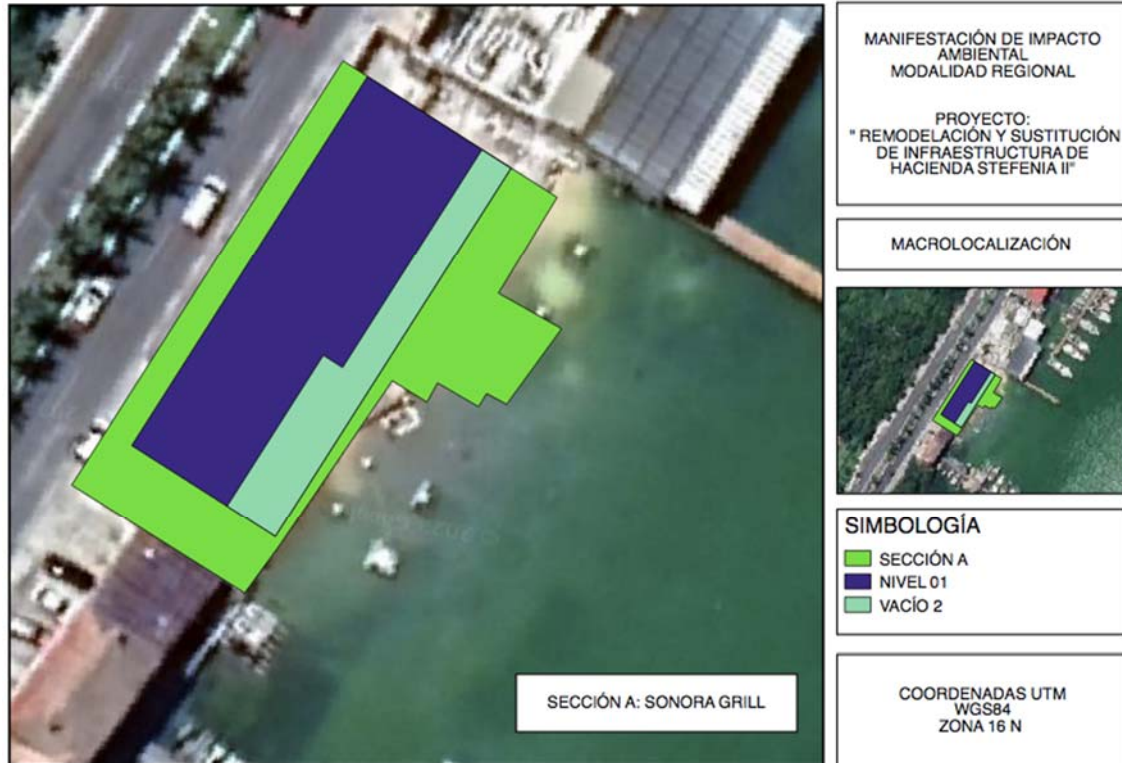 MANIFESTACIÓN DE IMPACTO
AMBIENTAL
MODALIDAD REGIONAL
PROYECTO:
" REMODELACIÓN Y SUSTITUCIÓN
DE INFRAESTRUCTURA DE
HACIENDA STEFENIA II"
MACROLOCALIZACIÓN
SIMBOLOGÍA
SECCIÓN A
NIVEL 01
VACÍO 2
SECCIÓN A: SONORA GRILL
COORDENADAS UTM
WGS84
ZONA 16 N